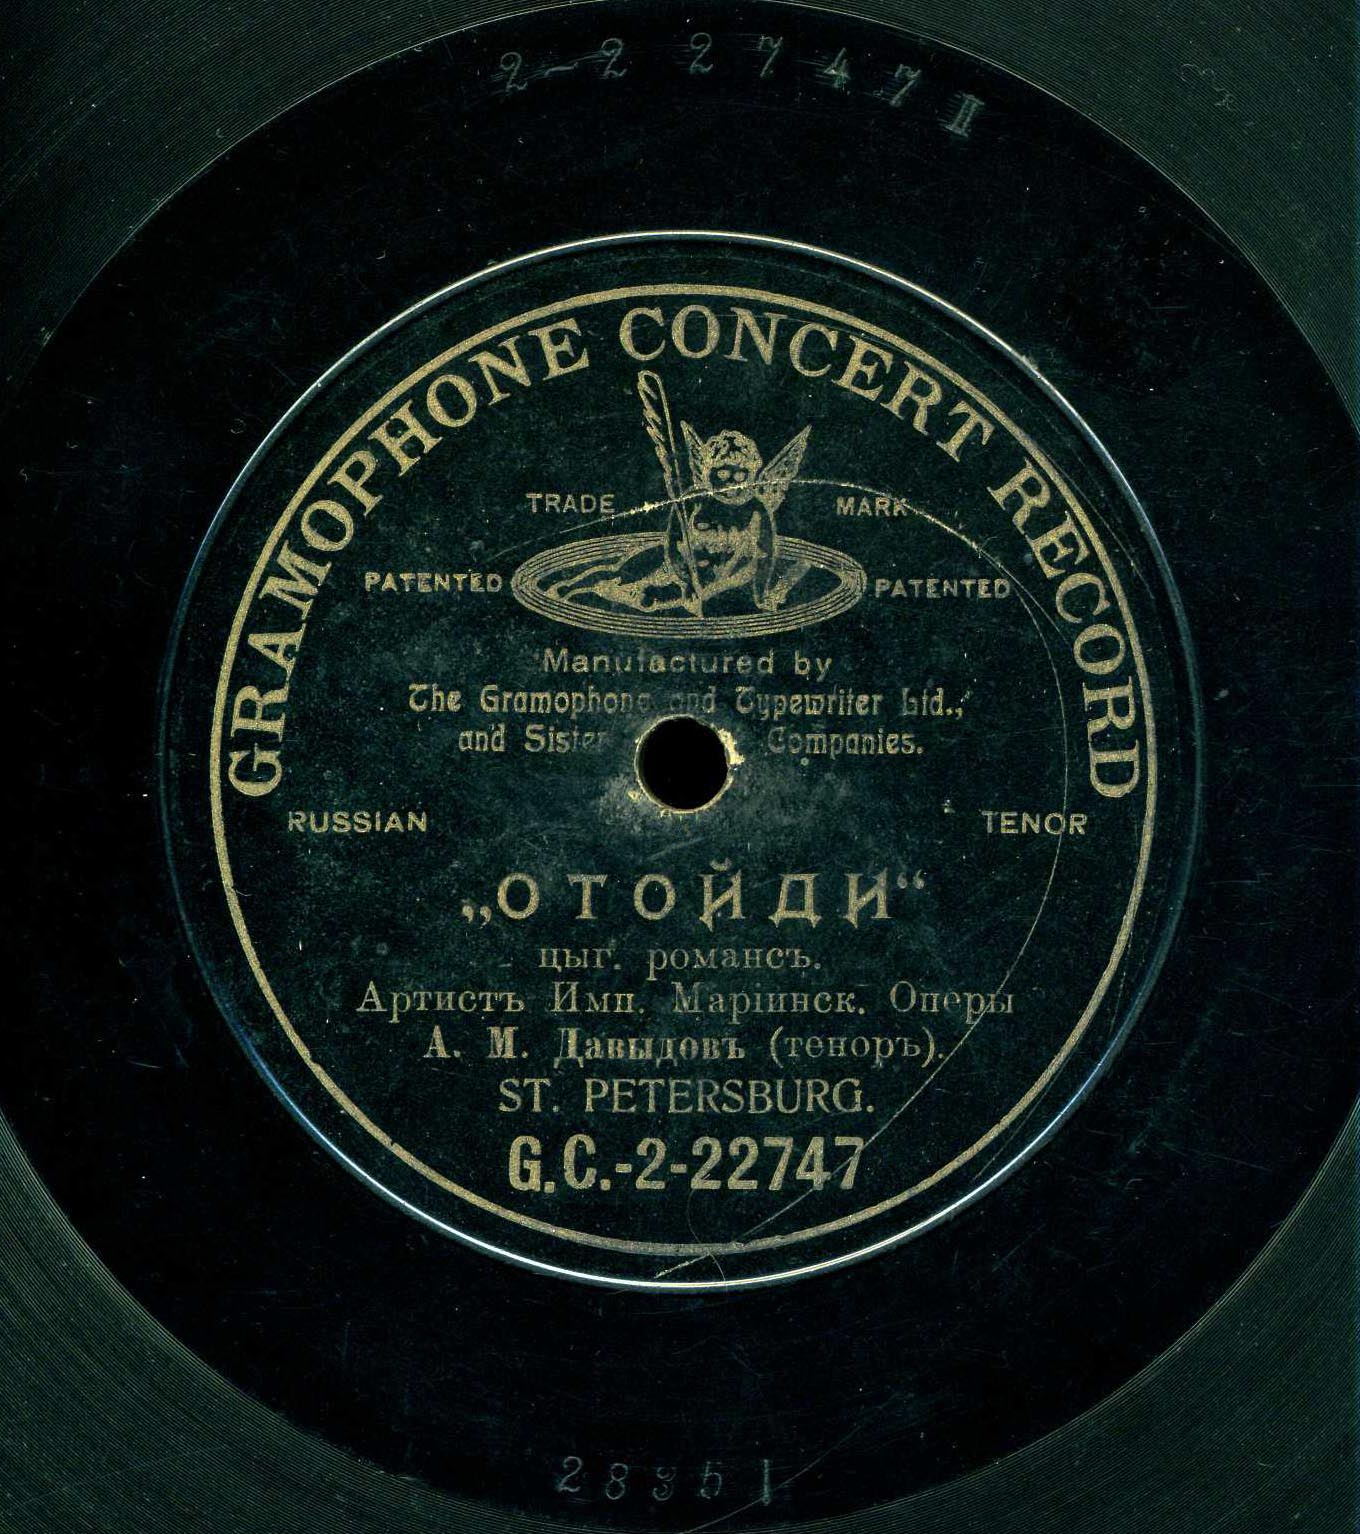 2-22747 II
GRAMOPHONE CONCERT RECORD
TRADE MARK
PATENTED PATENTED
Manufactured by
The Gramophone and Typewriter Ltd.,
and Sister Companies.
RUSSIAN TENOR
„ОТОЙДИ“
цыг. романсъ.
Артистъ Имп. Маріинск. Оперы
А. М. Давыдовъ (теноръ).
ST. PETERSBURG.
G.C.-2-22747